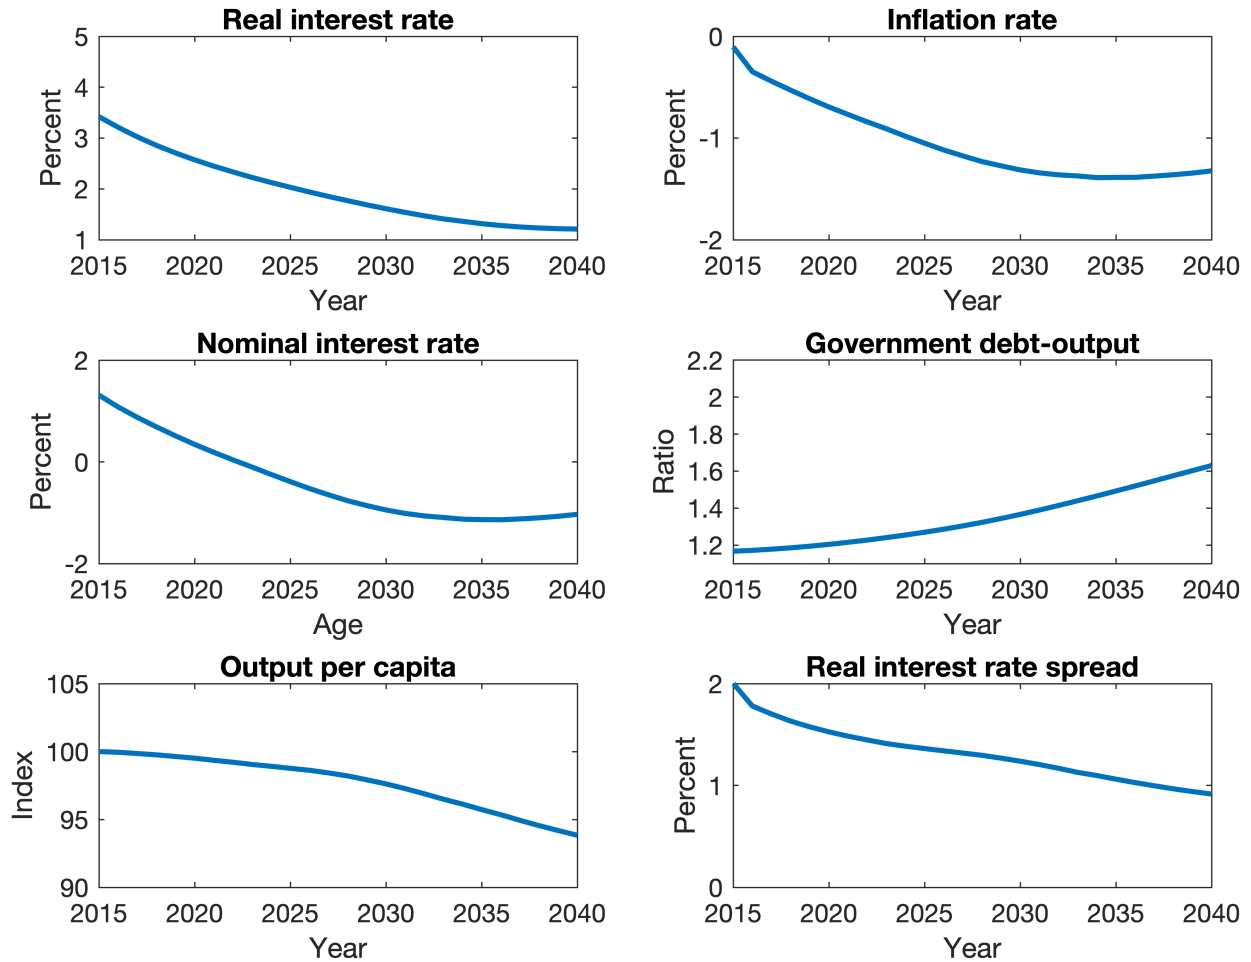 Real interest rate
5
4
3
2
1
Percent
2015 2020 2025 2030 2035 2040
Year
Inflation rate
0
-1
-2
Percent
2015 2020 2025 2030 2035 2040
Year
Nominal interest rate
2
0
-2
Percent
2015 2020 2025 2030 2035 2040
Age
Government debt-output
2.2
2
1.8
1.6
1.4
1.2
Ratio
2015 2020 2025 2030 2035 2040
Year
Output per capita
105
100
95
90
Index
2015 2020 2025 2030 2035 2040
Year
Real interest rate spread
2
1
0
Percent
2015 2020 2025 2030 2035 2040
Year